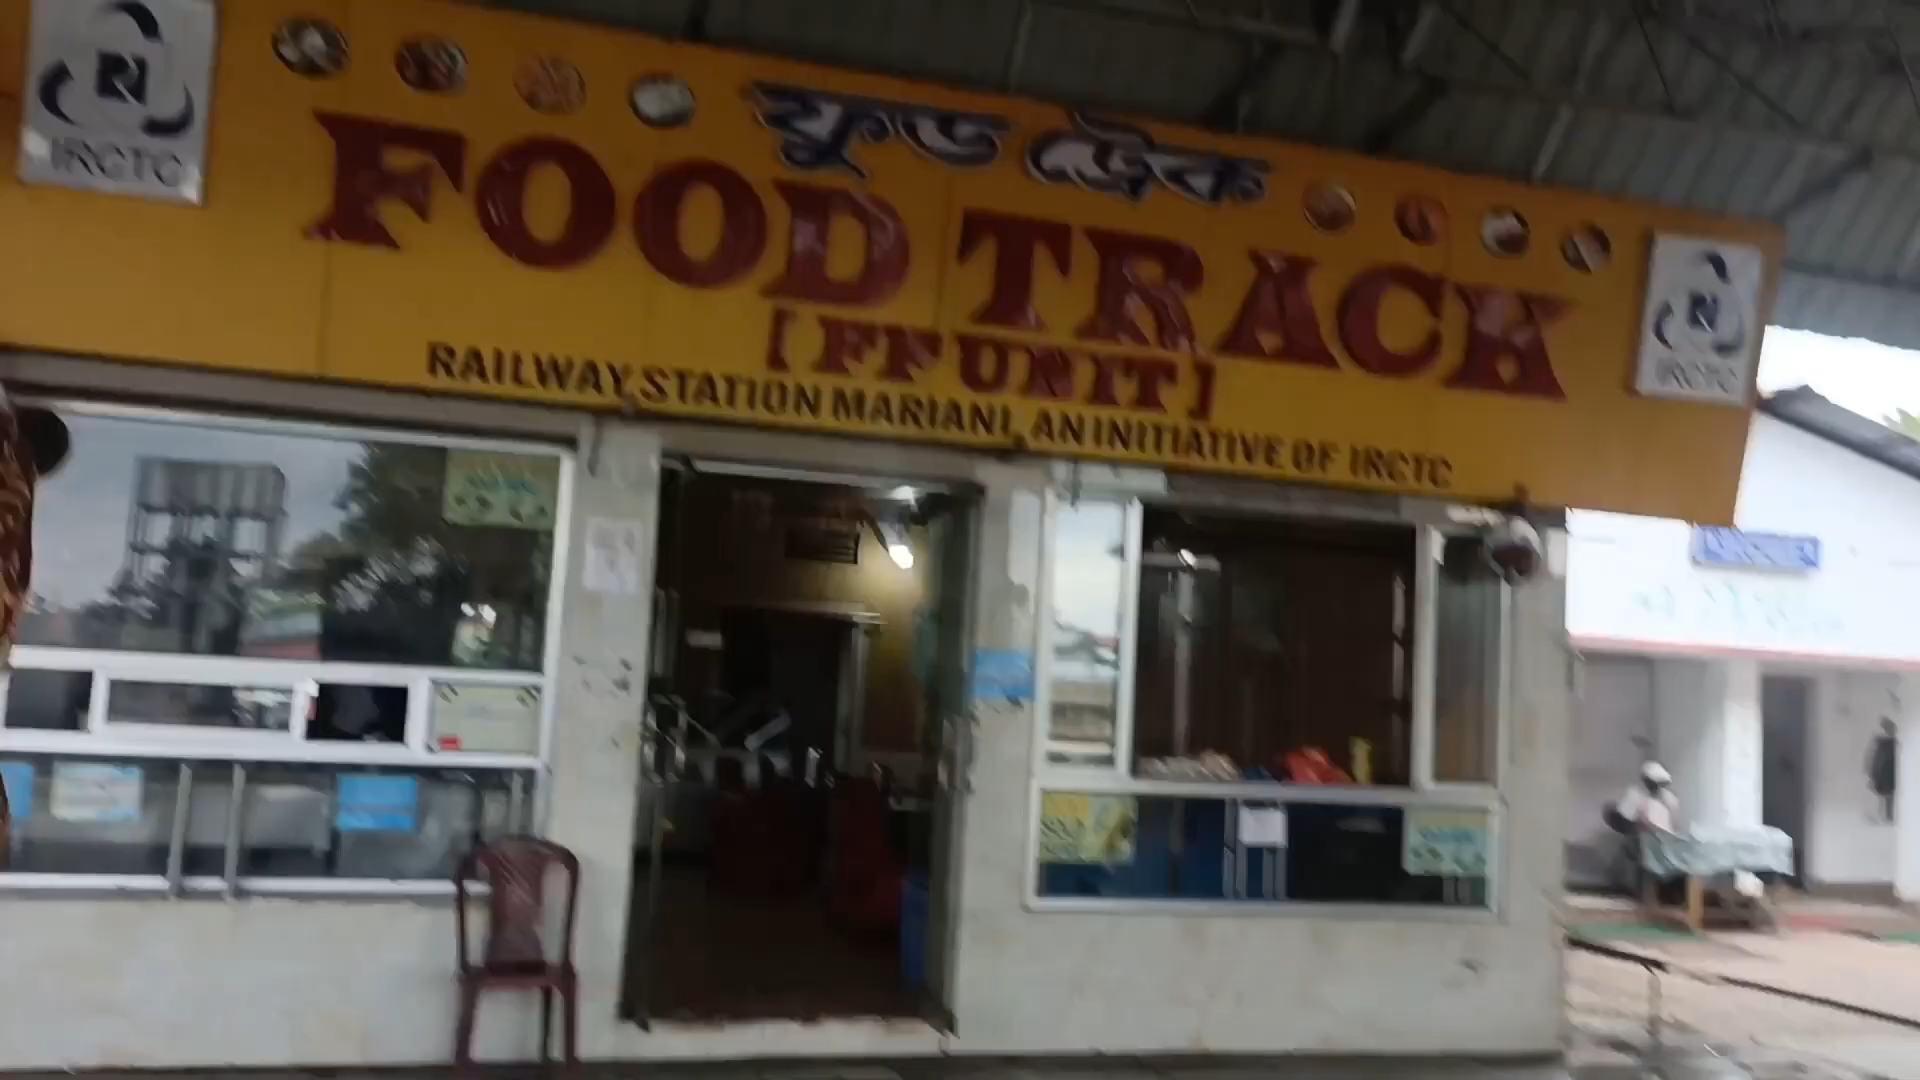 IRCTC
ফুড ট্রেক
FOOD TRACK
[FF UNIT]
RAILWAY STATION MARIANI, AN INITIATIVE OF IRCTC
IRCTC